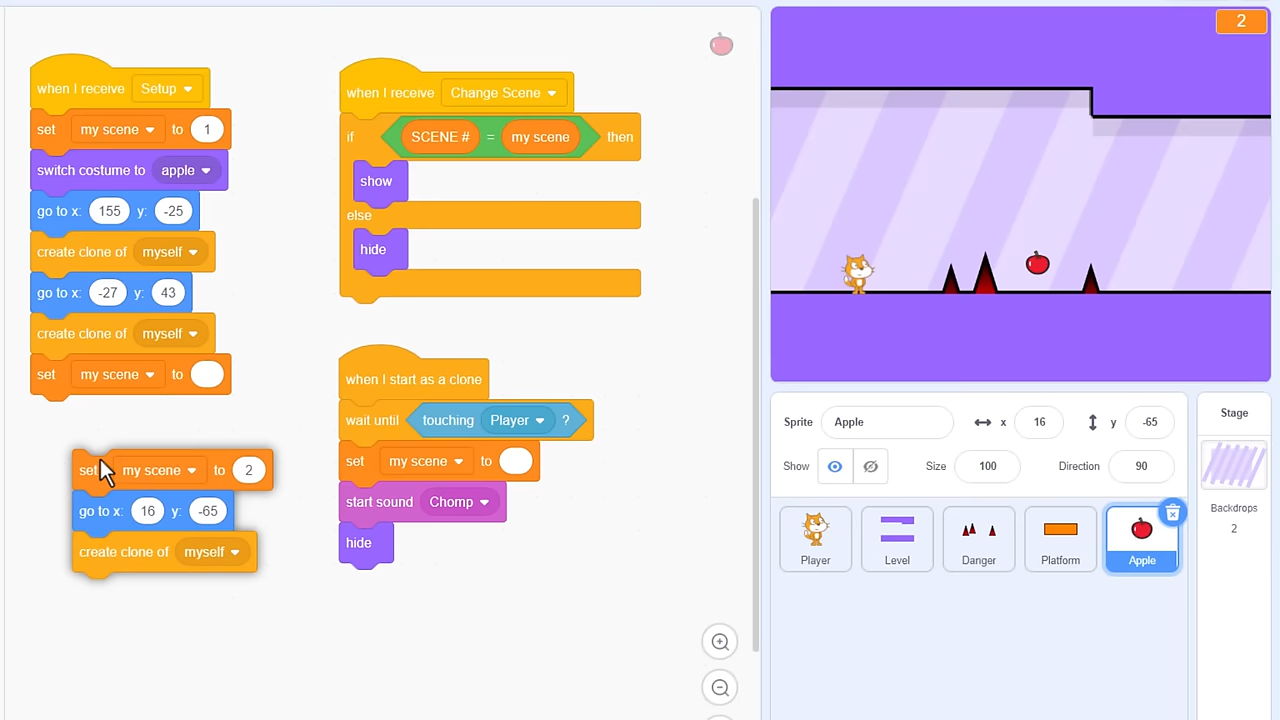 when I receive Setup
set my scene to 1
switch costume to apple
go to x: 155 y: -25
create clone of myself
go to x: -27 y: 43
create clone of myself
set my scene to
set my scene to 2
go to x: 16 y: -65
create clone of myself
when I receive Change Scene
if SCENE # = my scene then
show
else
hide
when I start as a clone
wait until touching Player ?
set my scene to
start sound Chomp
hide
2
Sprite Apple x 16 y -65
Show Size 100 Direction 90
Player Level Danger Platform Apple
Stage
Backdrops
2